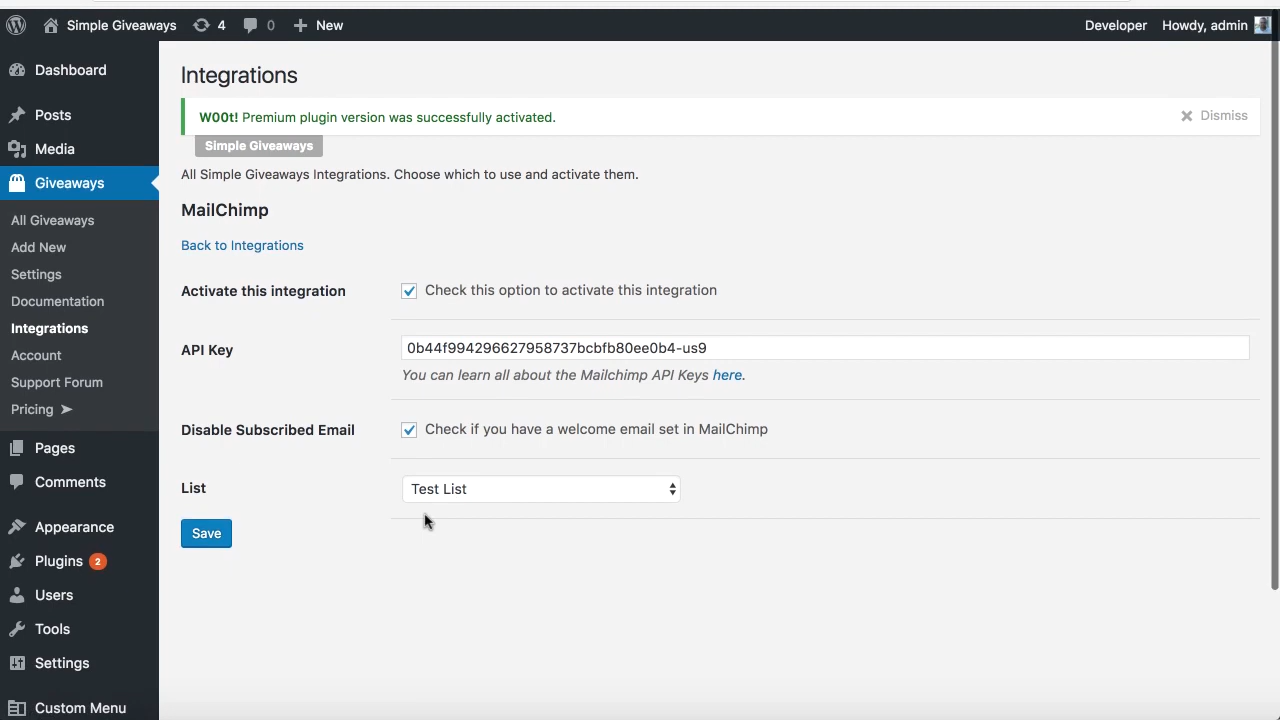 Simple Giveaways 4 0 New Developer Howdy, admin
Dashboard
Posts
Media
Giveaways
All Giveaways
Add New
Settings
Documentation
Integrations
Account
Support Forum
Pricing ➤
Pages
Comments
Appearance
Plugins 2
Users
Tools
Settings
Custom Menu
Integrations
W00t! Premium plugin version was successfully activated.
Dismiss
Simple Giveaways
All Simple Giveaways Integrations. Choose which to use and activate them.
MailChimp
Back to Integrations
Activate this integration
Check this option to activate this integration
API Key
0b44f994296627958737bcbfb80ee0b4-us9
You can learn all about the Mailchimp API Keys here.
Disable Subscribed Email
Check if you have a welcome email set in MailChimp
List
Test List
Save